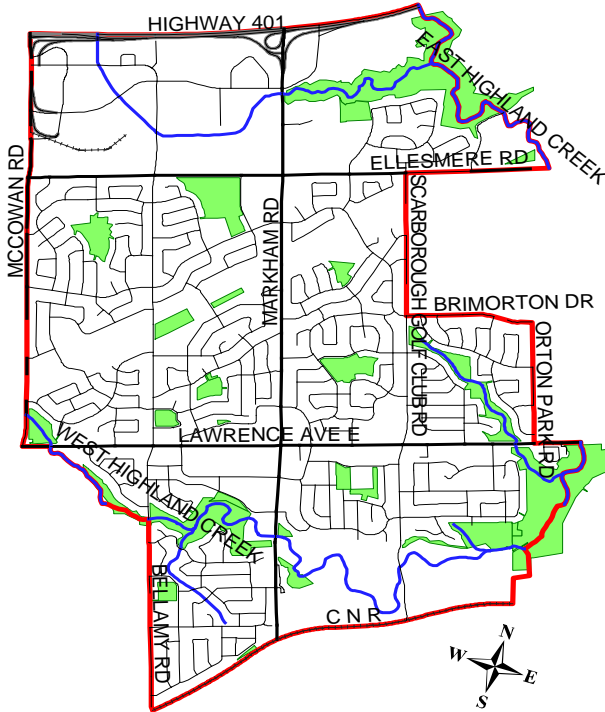 HIGHWAY 401
EAST HIGHLAND CREEK
ELLESMERE RD
MCCOWAN RD
MARKHAM RD
SCARBOROUGH GOLF CLUB RD
BRIMORTON DR
ORTON PARK RD
LAWRENCE AVE E
WEST HIGHLAND CREEK
BELLAMY RD
C N R
N
W
E
S